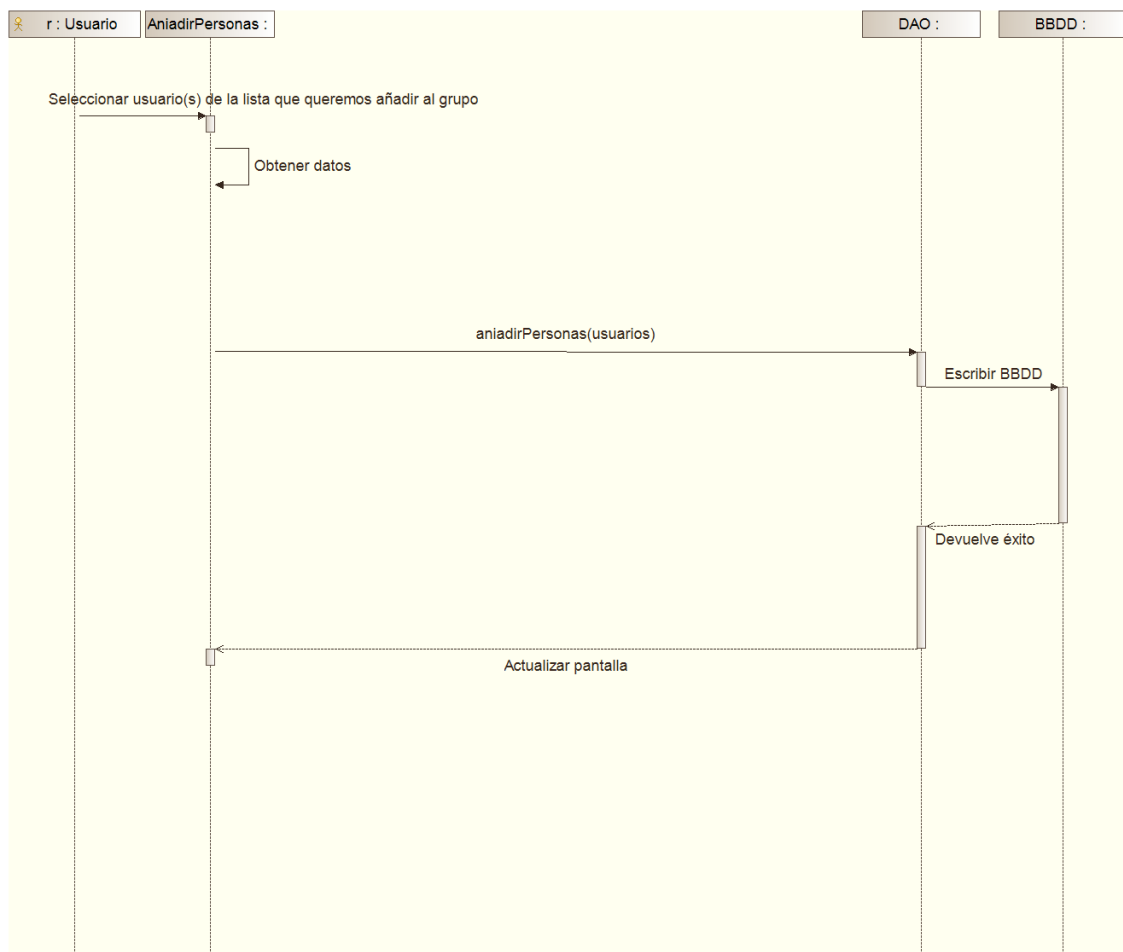 r : Usuario
AniadirPersonas :
DAO :
BBDD :
Seleccionar usuario(s) de la lista que queremos añadir al grupo
Obtener datos
aniadirPersonas(usuarios)
Escribir BBDD
Devuelve éxito
Actualizar pantalla